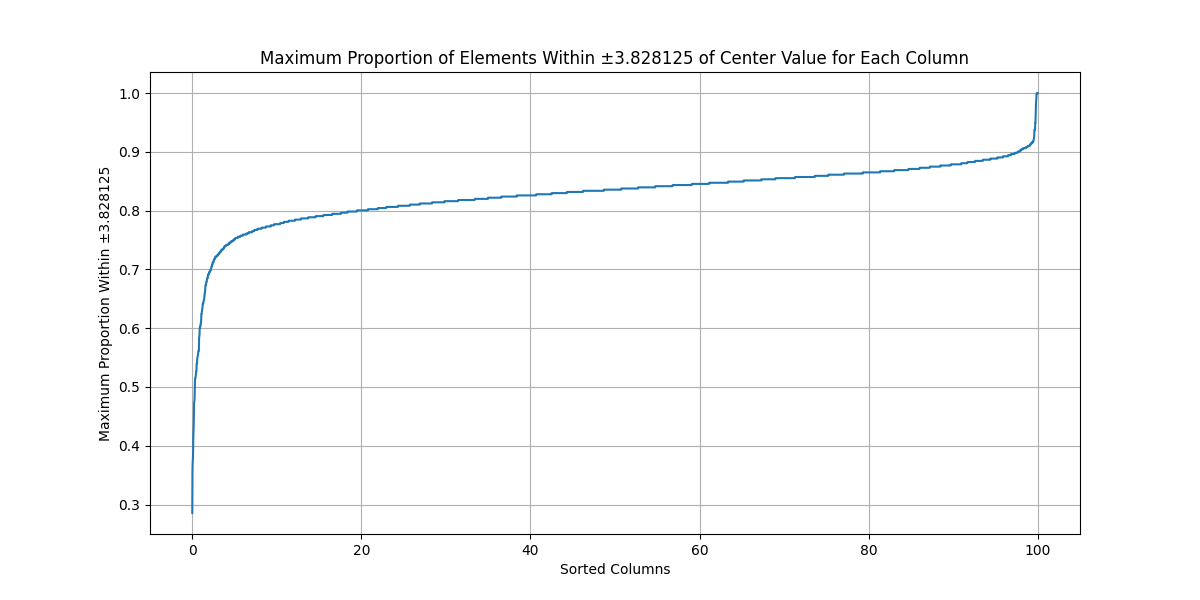 Maximum Proportion of Elements Within ±3.828125 of Center Value for Each Column
Maximum Proportion Within ±3.828125
1.0
0.9
0.8
0.7
0.6
0.5
0.4
0.3
0 20 40 60 80 100
Sorted Columns